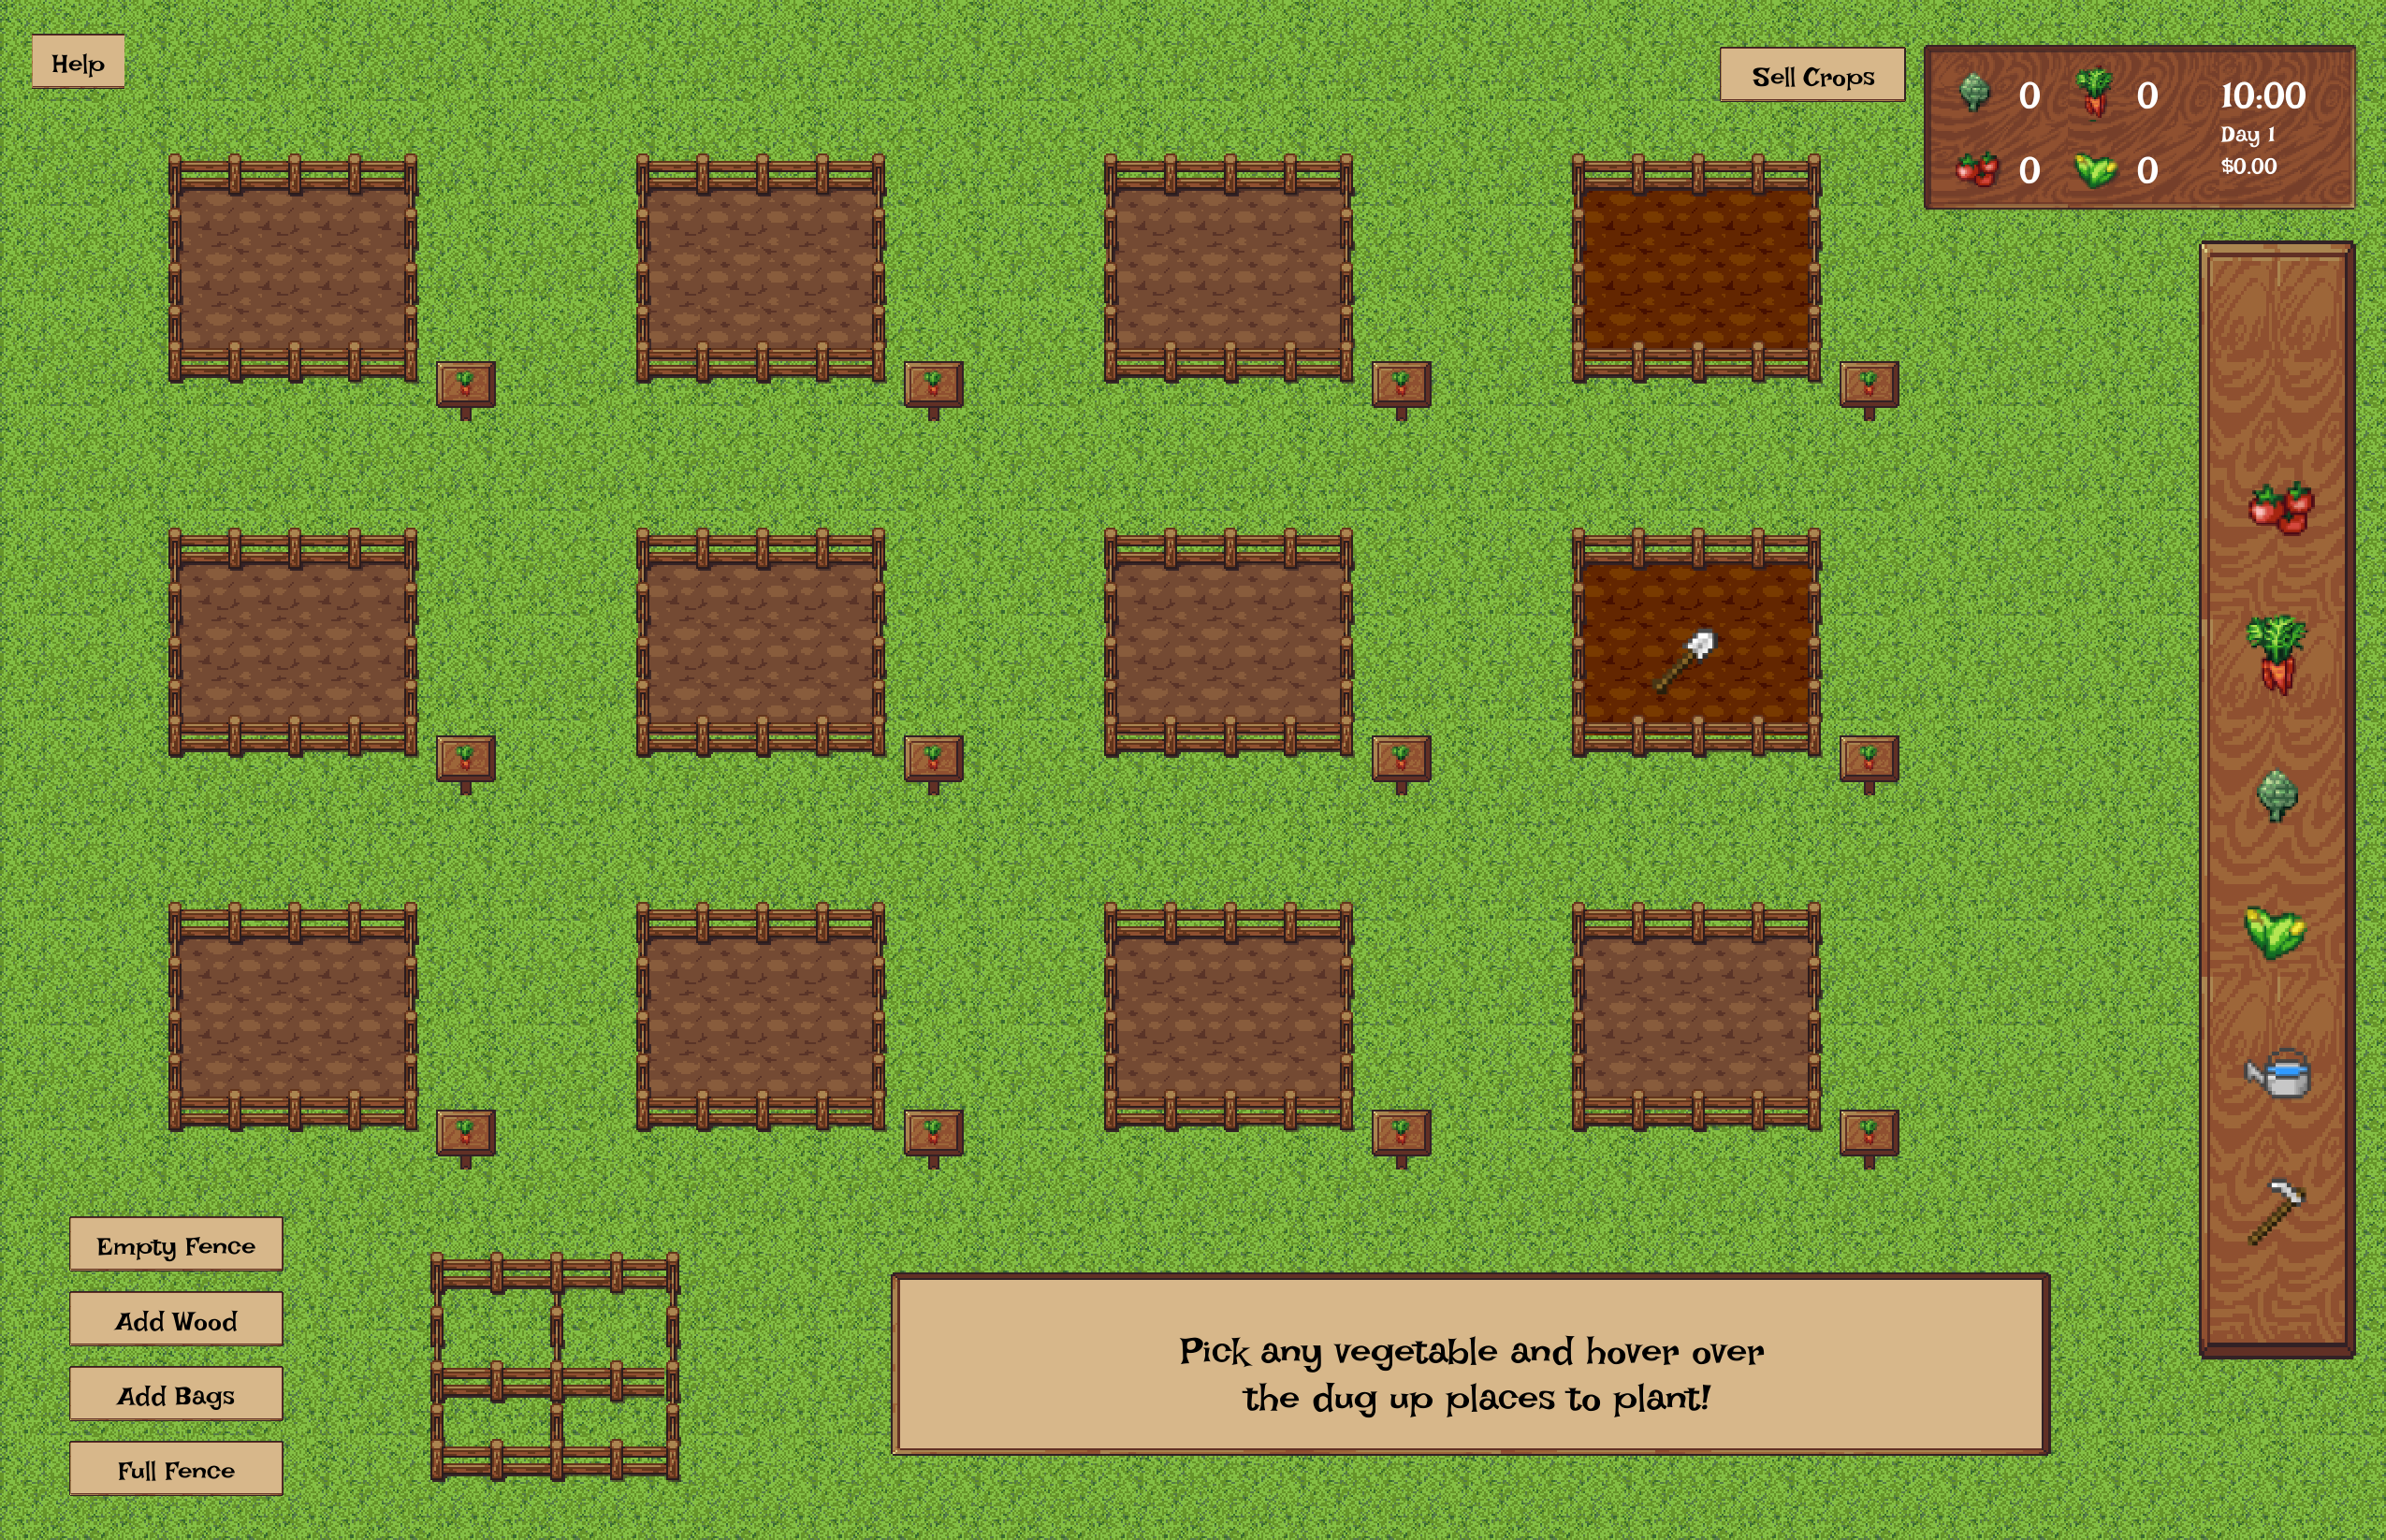 Help
Sell Crops
0
0
10:00
Day 1
0
0
$0.00
Empty Fence
Add Wood
Add Bags
Full Fence
Pick any vegetable and hover over
the dug up places to plant!